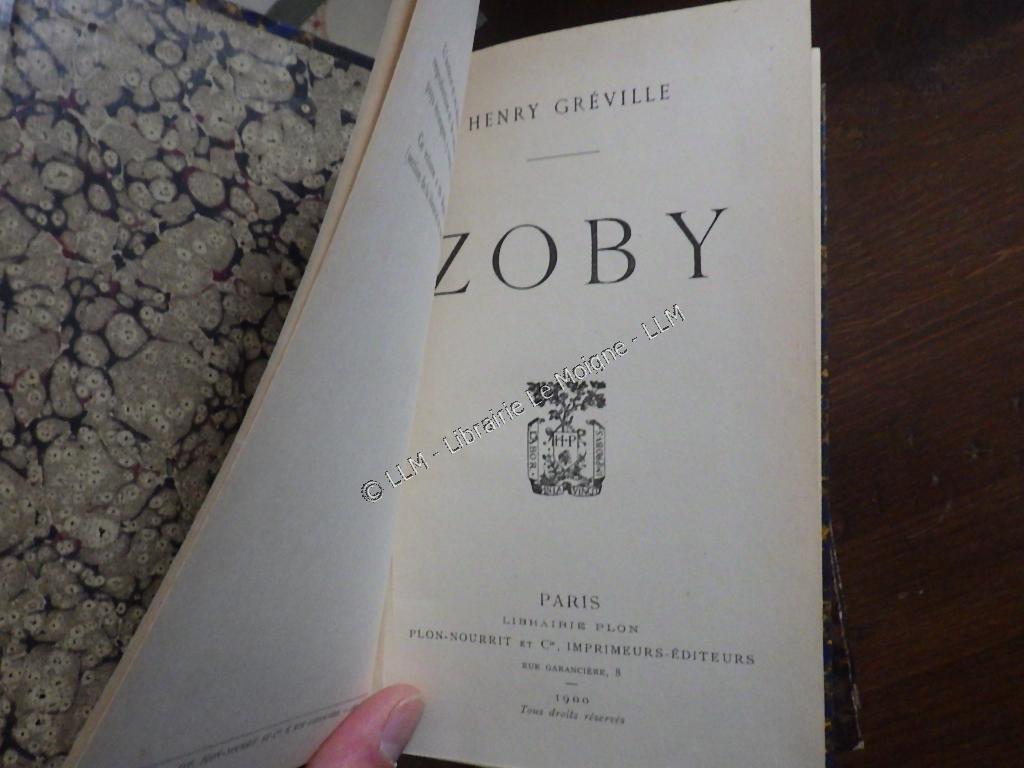 HENRY GRÉVILLE
ZOBY
LABOR
H·P
PARIS
LIBRAIRIE PLON
PLON-NOURRIT ET Cie, IMPRIMEURS-ÉDITEURS
RUE GARANCIÈRE, 8
1900
Tous droits réservés
© LLM - Librairie Le Moigne - LLM